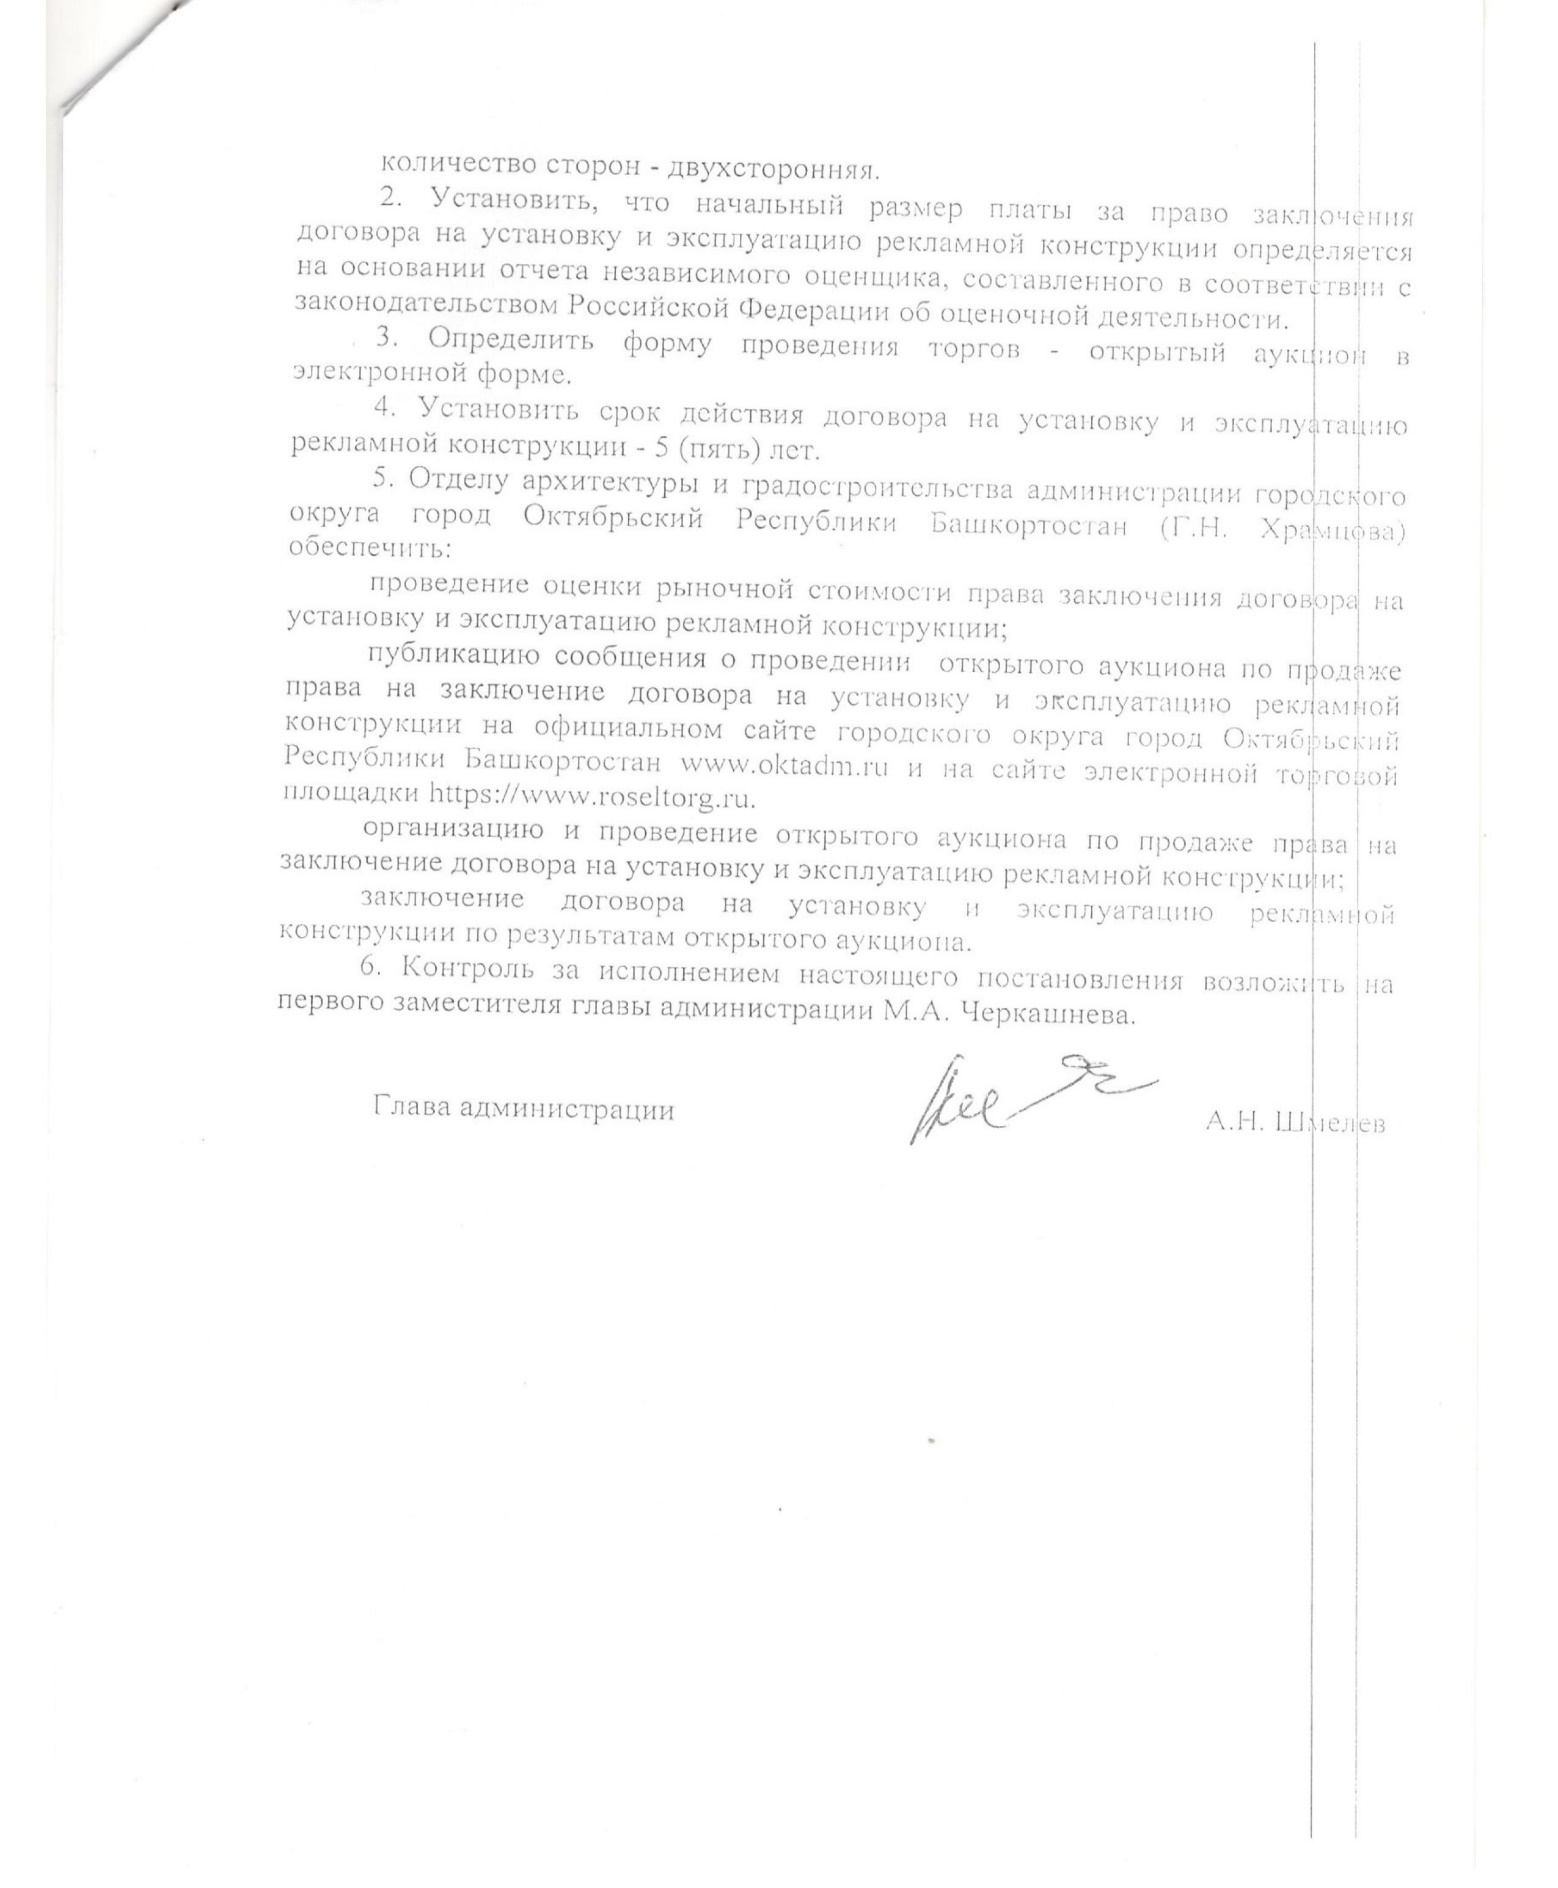 количество сторон - двухсторонняя.
2. Установить, что начальный размер платы за право заключения
договора на установку и эксплуатацию рекламной конструкции определяется
на основании отчета независимого оценщика, составленного в соответствии с
законодательством Российской Федерации об оценочной деятельности.
3. Определить форму проведения торгов - открытый аукцион в
электронной форме.
4. Установить срок действия договора на установку и эксплуатацию
рекламной конструкции - 5 (пять) лет.
5. Отделу архитектуры и градостроительства администрации городского
округа город Октябрьский Республики Башкортостан (Г.Н. Храмцова)
обеспечить:
проведение оценки рыночной стоимости права заключения договора на
установку и эксплуатацию рекламной конструкции;
публикацию сообщения о проведении открытого аукциона по продаже
права на заключение договора на установку и эксплуатацию рекламной
конструкции на официальном сайте городского округа город Октябрьский
Республики Башкортостан www.oktadm.ru и на сайте электронной торговой
площадки https://www.roseltorg.ru.
организацию и проведение открытого аукциона по продаже права на
заключение договора на установку и эксплуатацию рекламной конструкции;
заключение договора на установку и эксплуатацию рекламной
конструкции по результатам открытого аукциона.
6. Контроль за исполнением настоящего постановления возложить на
первого заместителя главы администрации М.А. Черкашнева.
Глава администрации
А.Н. Шмелев